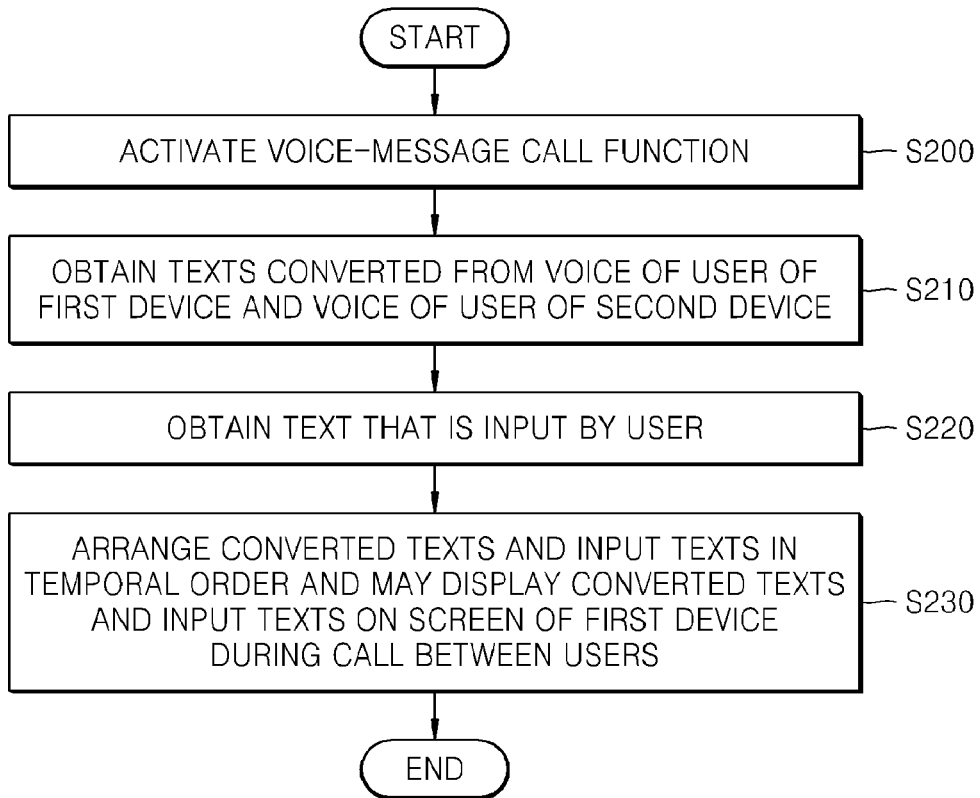 START
ACTIVATE VOICE-MESSAGE CALL FUNCTION
S200
OBTAIN TEXTS CONVERTED FROM VOICE OF USER OF
FIRST DEVICE AND VOICE OF USER OF SECOND DEVICE
S210
OBTAIN TEXT THAT IS INPUT BY USER
S220
ARRANGE CONVERTED TEXTS AND INPUT TEXTS IN
TEMPORAL ORDER AND MAY DISPLAY CONVERTED TEXTS
AND INPUT TEXTS ON SCREEN OF FIRST DEVICE
DURING CALL BETWEEN USERS
S230
END